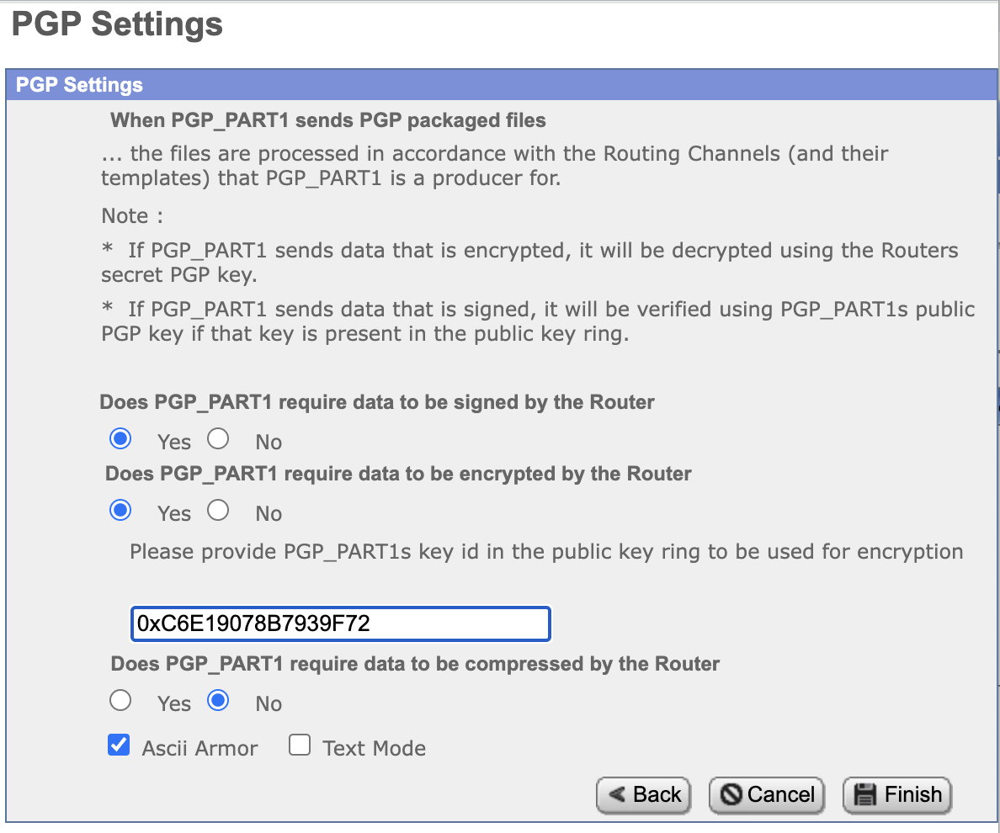 PGP Settings
PGP Settings
When PGP_PART1 sends PGP packaged files
... the files are processed in accordance with the Routing Channels (and their
templates) that PGP_PART1 is a producer for.
Note :
* If PGP_PART1 sends data that is encrypted, it will be decrypted using the Routers
secret PGP key.
* If PGP_PART1 sends data that is signed, it will be verified using PGP_PART1s public
PGP key if that key is present in the public key ring.
Does PGP_PART1 require data to be signed by the Router
Yes No
Does PGP_PART1 require data to be encrypted by the Router
Yes No
Please provide PGP_PART1s key id in the public key ring to be used for encryption
0xC6E19078B7939F72
Does PGP_PART1 require data to be compressed by the Router
Yes No
Ascii Armor Text Mode
Back Cancel Finish